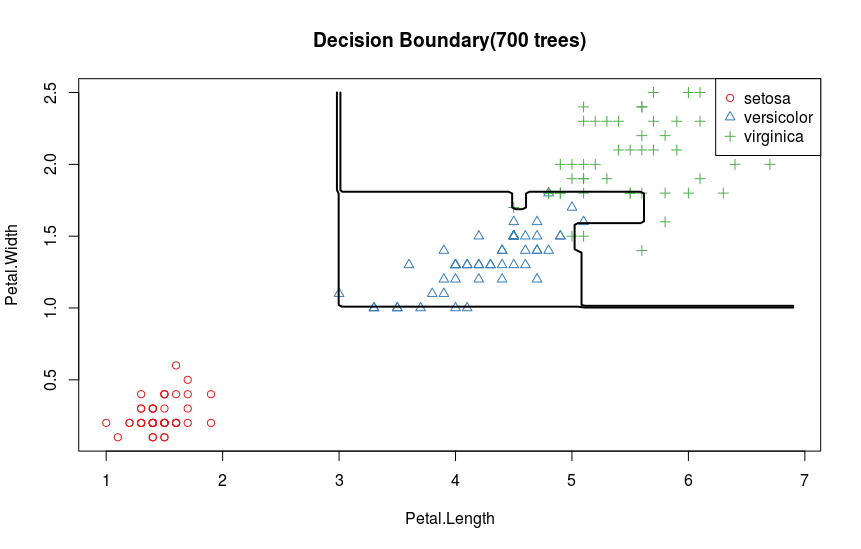 Decision Boundary(700 trees)
setosa
versicolor
virginica
Petal.Width
2.5
2.0
1.5
1.0
0.5
1 2 3 4 5 6 7
Petal.Length